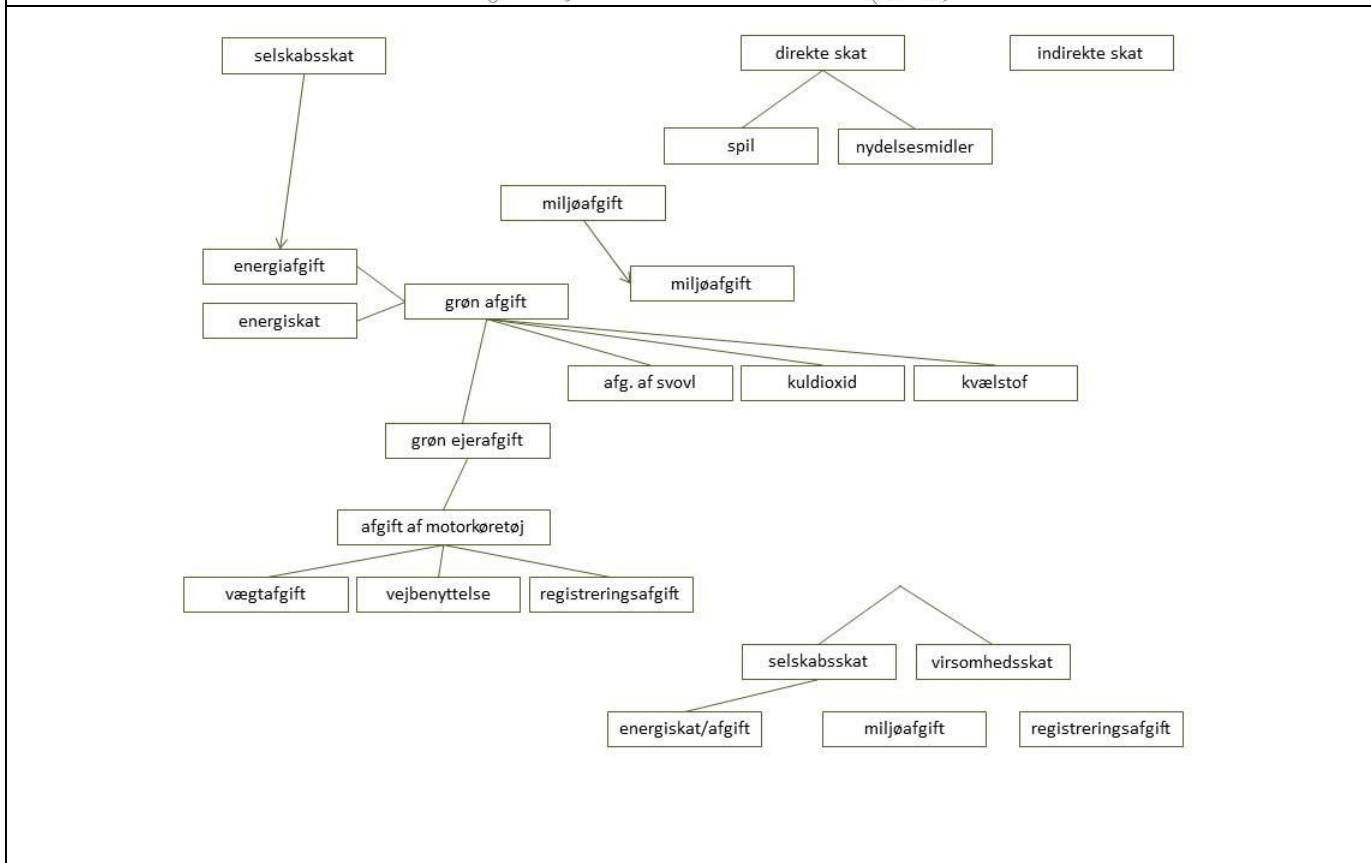 selskabsskat
direkte skat
indirekte skat
spil
nydelsesmidler
miljøafgift
energiafgift
miljøafgift
grøn afgift
energiskat
afg. af svovl
kuldioxid
kvælstof
grøn ejerafgift
afgift af motorkøretøj
vægtafgift
vejbenyttelse
registreringsafgift
selskabsskat
virsomhedsskat
energiskat/afgift
miljøafgift
registreringsafgift